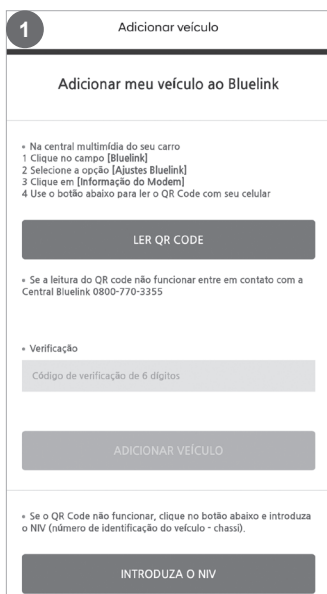 1
Adicionar veículo
Adicionar meu veículo ao Bluelink
• Na central multimídia do seu carro
1 Clique no campo [Bluelink]
2 Selecione a opção [Ajustes Bluelink]
3 Clique em [Informação do Modem]
4 Use o botão abaixo para ler o QR Code com seu celular
LER QR CODE
• Se a leitura do QR code não funcionar entre em contato com a
Central Bluelink 0800-770-3355
• Verificação
Código de verificação de 6 dígitos
ADICIONAR VEÍCULO
• Se o QR Code não funcionar, clique no botão abaixo e introduza
o NIV (número de identificação do veículo - chassi).
INTRODUZA O NIV